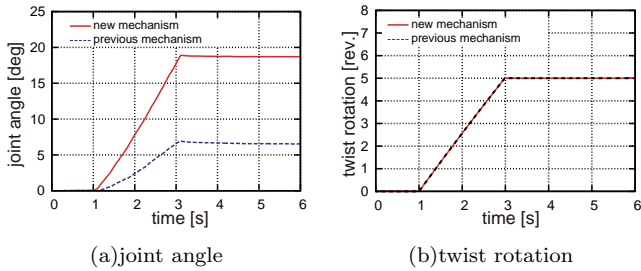 new mechanism
previous mechanism
joint angle [deg]
25
20
15
10
5
0
0 1 2 3 4 5 6
time [s]
(a)joint angle
new mechanism
previous mechanism
twist rotation [rev.]
8
7
6
5
4
3
2
1
0
0 1 2 3 4 5 6
time [s]
(b)twist rotation